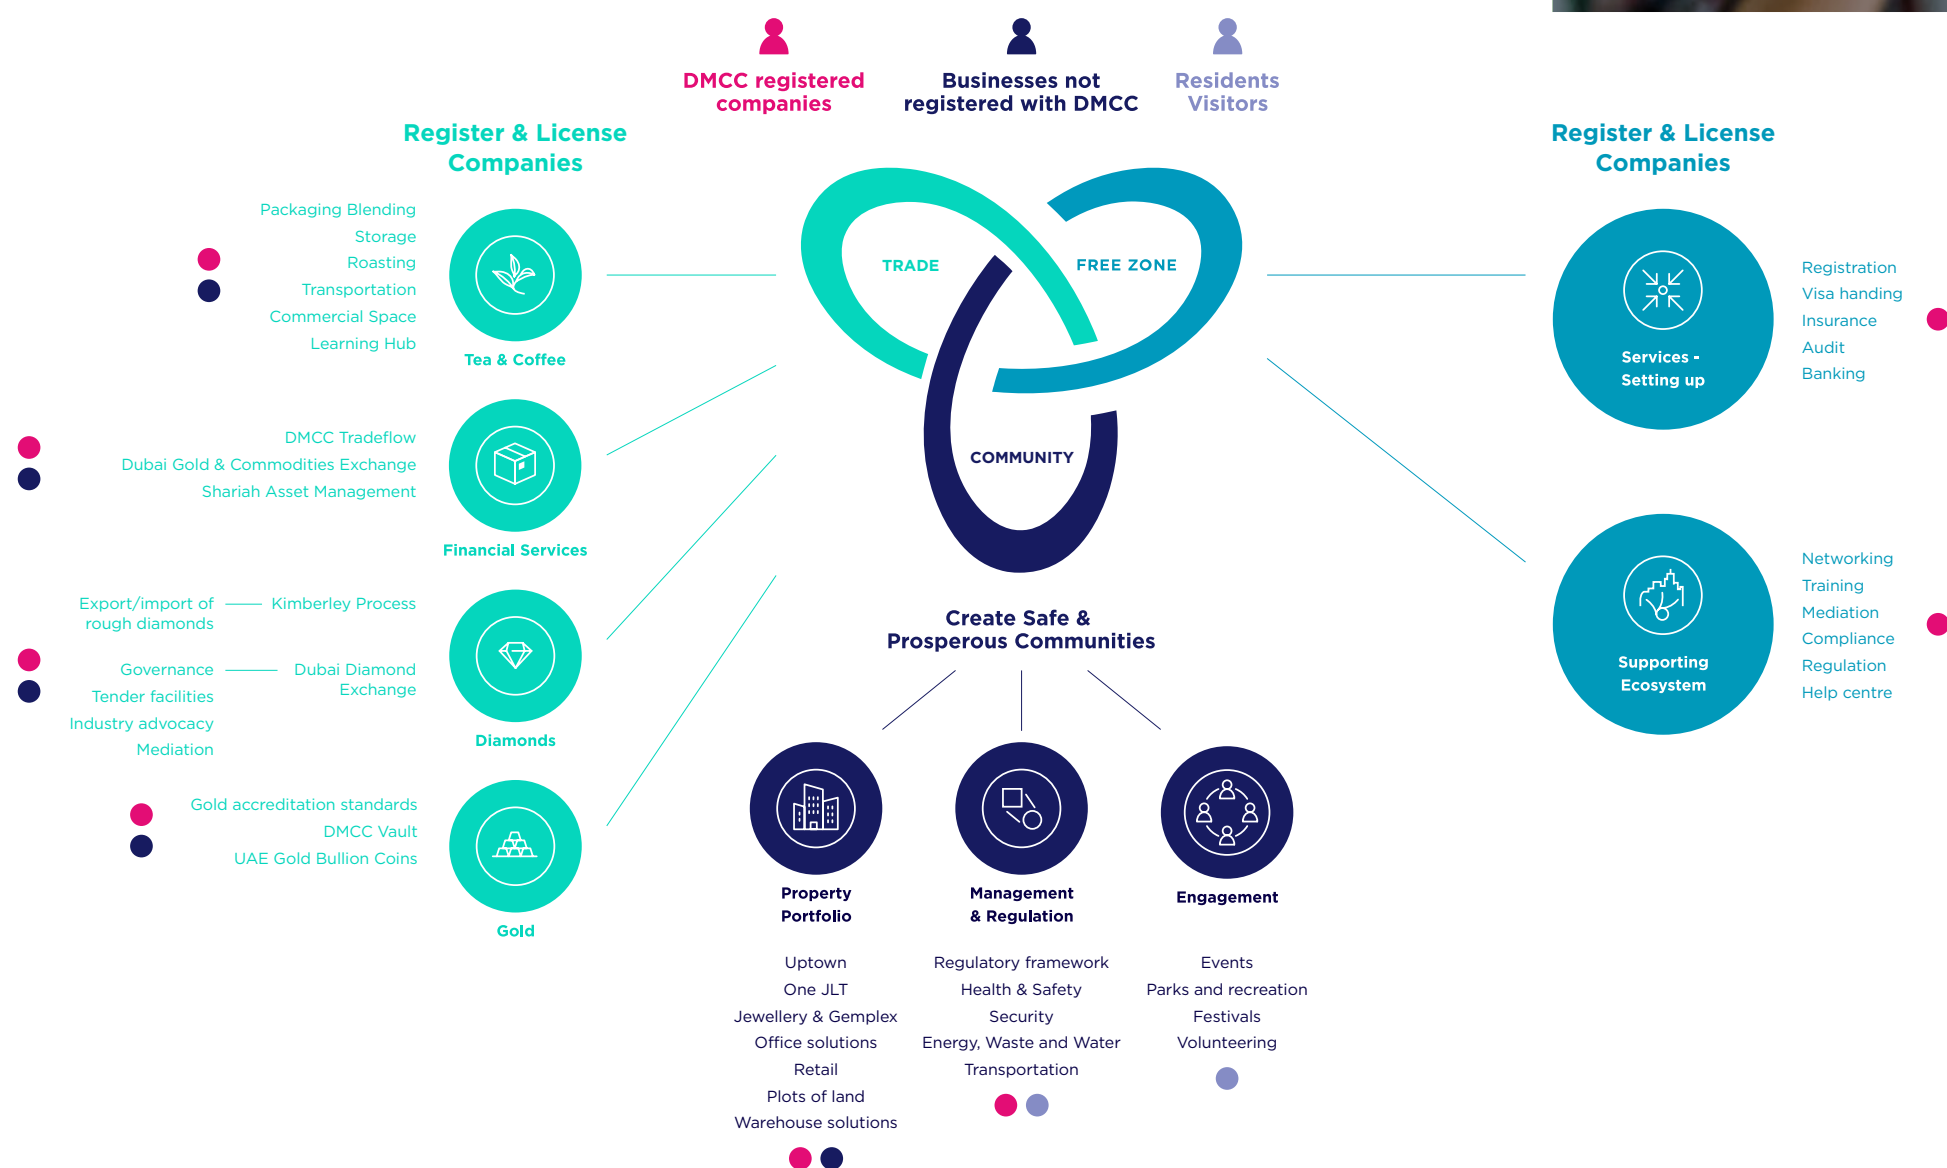 DMCC registered
companies
Businesses not
registered with DMCC
Residents
Visitors
Register & License
Companies
Packaging Blending
Storage
Roasting
Transportation
Commercial Space
Learning Hub
Tea & Coffee
DMCC Tradeflow
Dubai Gold & Commodities Exchange
Shariah Asset Management
Financial Services
Export/import of
rough diamonds
Kimberley Process
Governance
Tender facilities
Industry advocacy
Mediation
Dubai Diamond
Exchange
Diamonds
Gold accreditation standards
DMCC Vault
UAE Gold Bullion Coins
Gold
TRADE
FREE ZONE
COMMUNITY
Create Safe &
Prosperous Communities
Property
Portfolio
Uptown
One JLT
Jewellery & Gemplex
Office solutions
Retail
Plots of land
Warehouse solutions
Management
& Regulation
Regulatory framework
Health & Safety
Security
Energy, Waste and Water
Transportation
Engagement
Events
Parks and recreation
Festivals
Volunteering
Register & License
Companies
Services -
Setting up
Registration
Visa handing
Insurance
Audit
Banking
Supporting
Ecosystem
Networking
Training
Mediation
Compliance
Regulation
Help centre